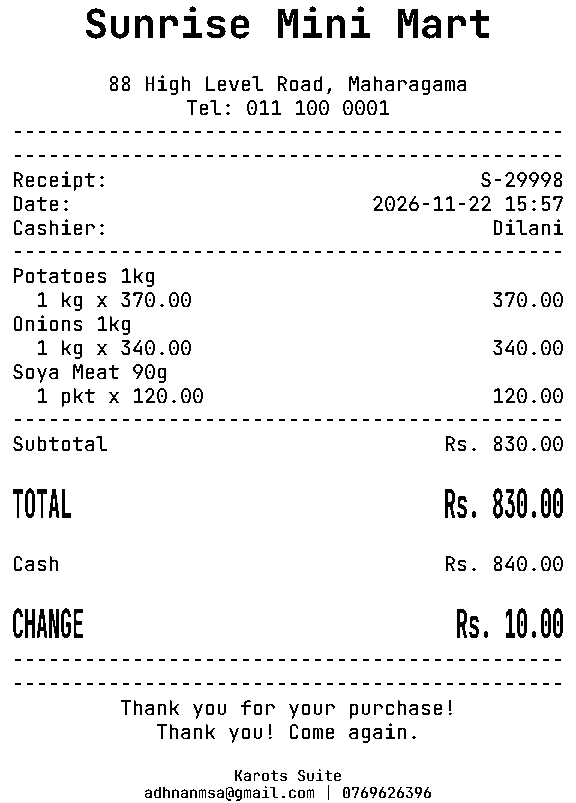 Sunrise Mini Mart
88 High Level Road, Maharagama
Tel: 011 100 0001
-----------------------------------------------
-----------------------------------------------
Receipt: S-29998
Date: 2026-11-22 15:57
Cashier: Dilani
-----------------------------------------------
Potatoes 1kg
1 kg x 370.00 370.00
Onions 1kg
1 kg x 340.00 340.00
Soya Meat 90g
1 pkt x 120.00 120.00
-----------------------------------------------
Subtotal Rs. 830.00
TOTAL Rs. 830.00
Cash Rs. 840.00
CHANGE Rs. 10.00
-----------------------------------------------
-----------------------------------------------
Thank you for your purchase!
Thank you! Come again.
Karots Suite
adhnanmsa@gmail.com | 0769626396